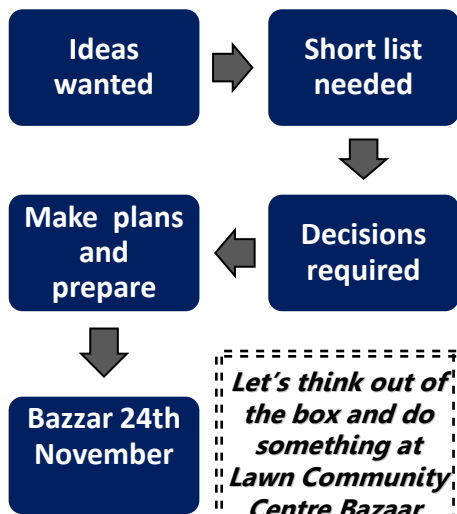 Ideas
wanted
Short list
needed
Decisions
required
Make plans
and
prepare
Bazzar 24th
November
Let's think out of
the box and do
something at
Lawn Community
Centre Bazaar